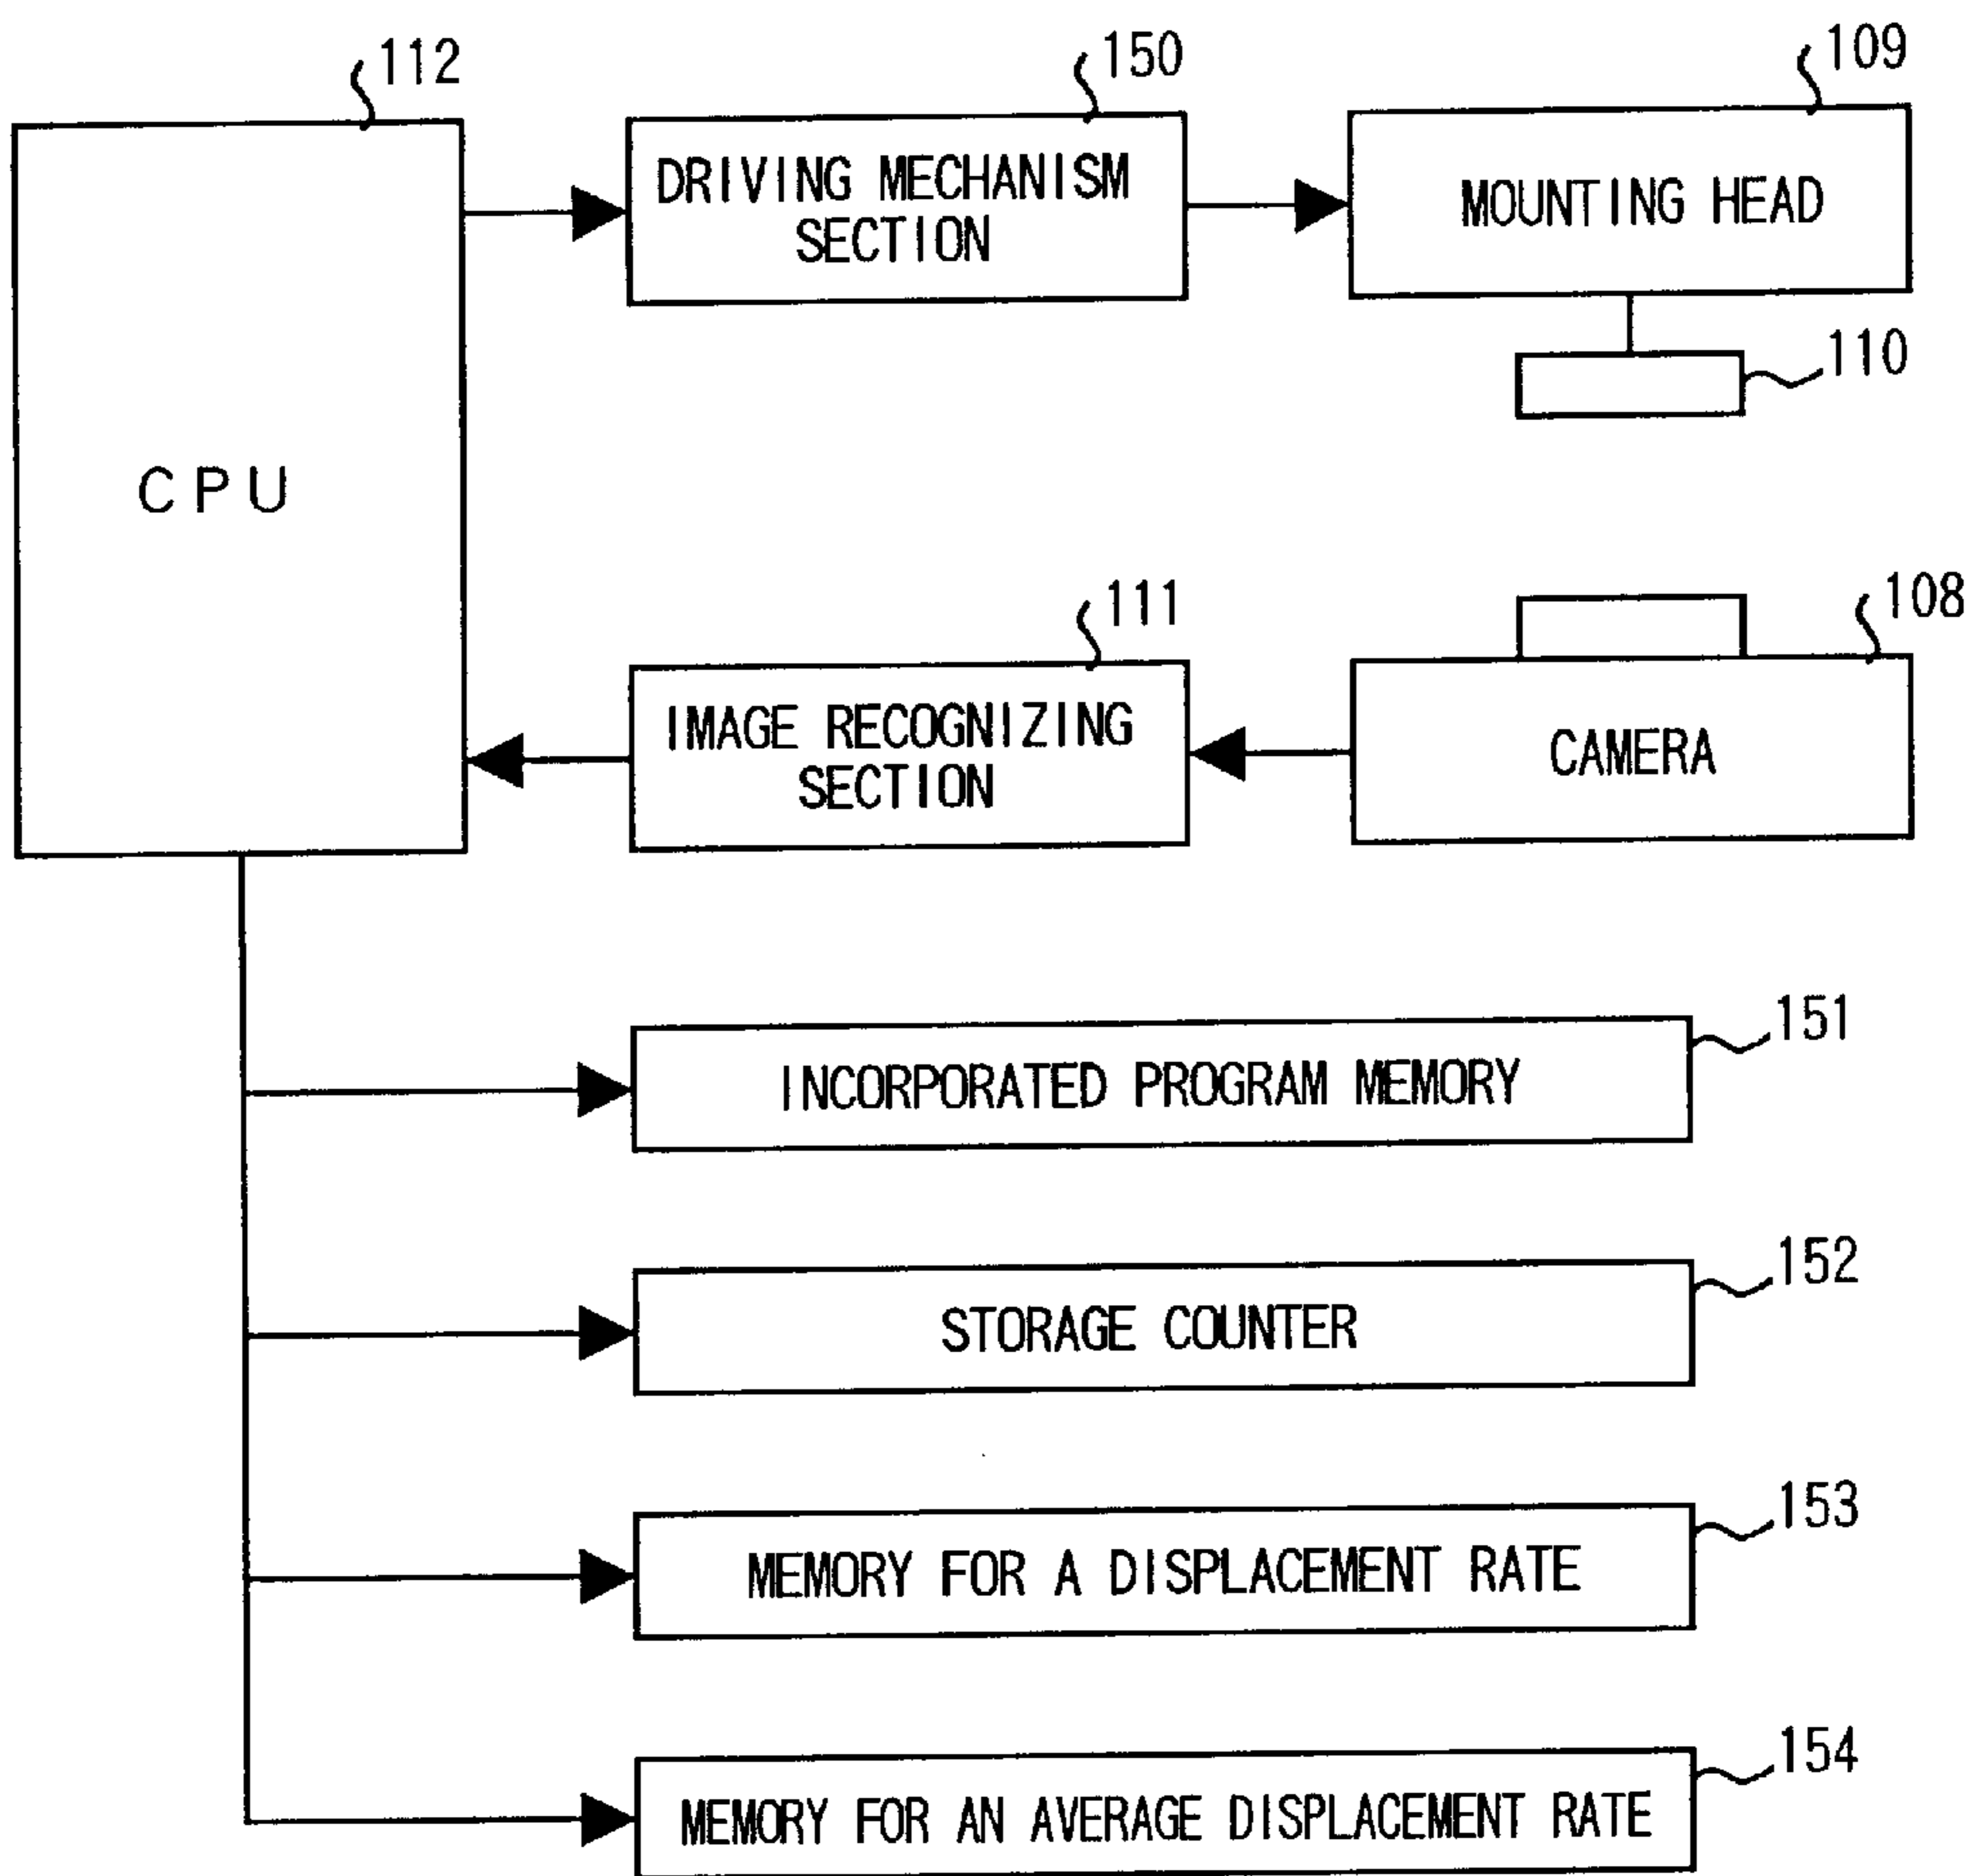 112
150
109
DRIVING MECHANISM
SECTION
MOUNTING HEAD
110
CPU
111
108
IMAGE RECOGNIZING
SECTION
CAMERA
151
INCORPORATED PROGRAM MEMORY
152
STORAGE COUNTER
153
MEMORY FOR A DISPLACEMENT RATE
154
MEMORY FOR AN AVERAGE DISPLACEMENT RATE